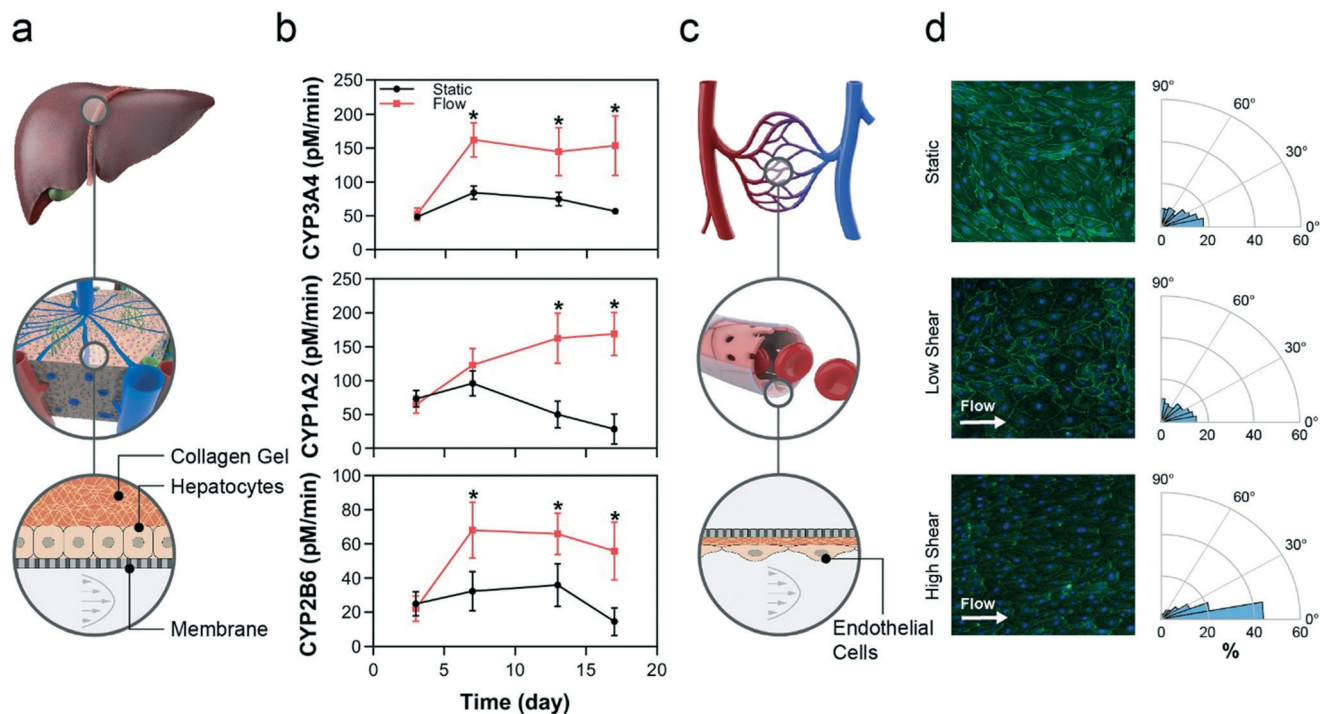 a
Collagen Gel
Hepatocytes
Membrane
b
CYP3A4 (pM/min)
250
200
150
100
50
0
Static
Flow
*
*
*
CYP1A2 (pM/min)
250
200
150
100
50
0
*
*
CYP2B6 (pM/min)
100
80
60
40
20
0
*
*
*
0
5
10
15
20
Time (day)
c
Endothelial
Cells
d
Static
90°
60°
30°
0°
0
20
40
60
Low Shear
Flow
90°
60°
30°
0°
0
20
40
60
High Shear
Flow
90°
60°
30°
0°
0
20
40
60
%